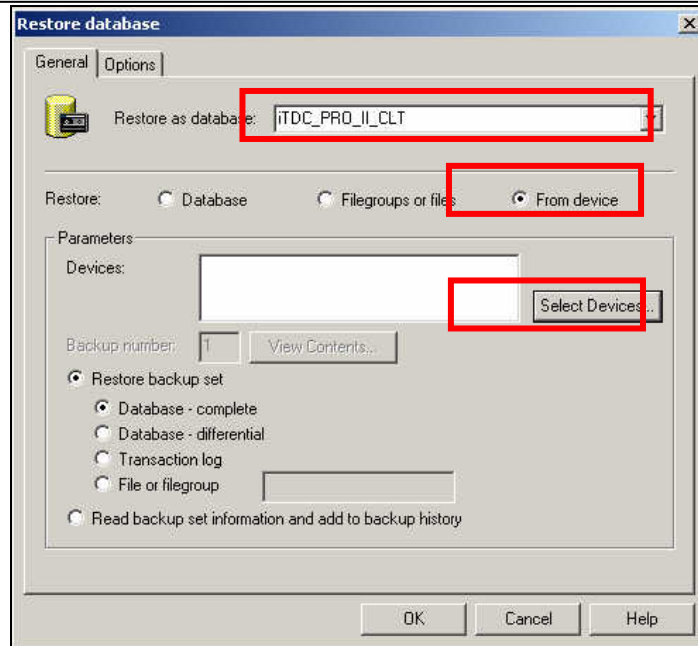 Restore database
General Options
Restore as database: iTDC_PRO_II_CLT
Restore: Database Filegroups or files From device
Parameters
Devices:
Select Devices...
Backup number: 1 View Contents...
Restore backup set
Database - complete
Database - differential
Transaction log
File or filegroup
Read backup set information and add to backup history
OK Cancel Help